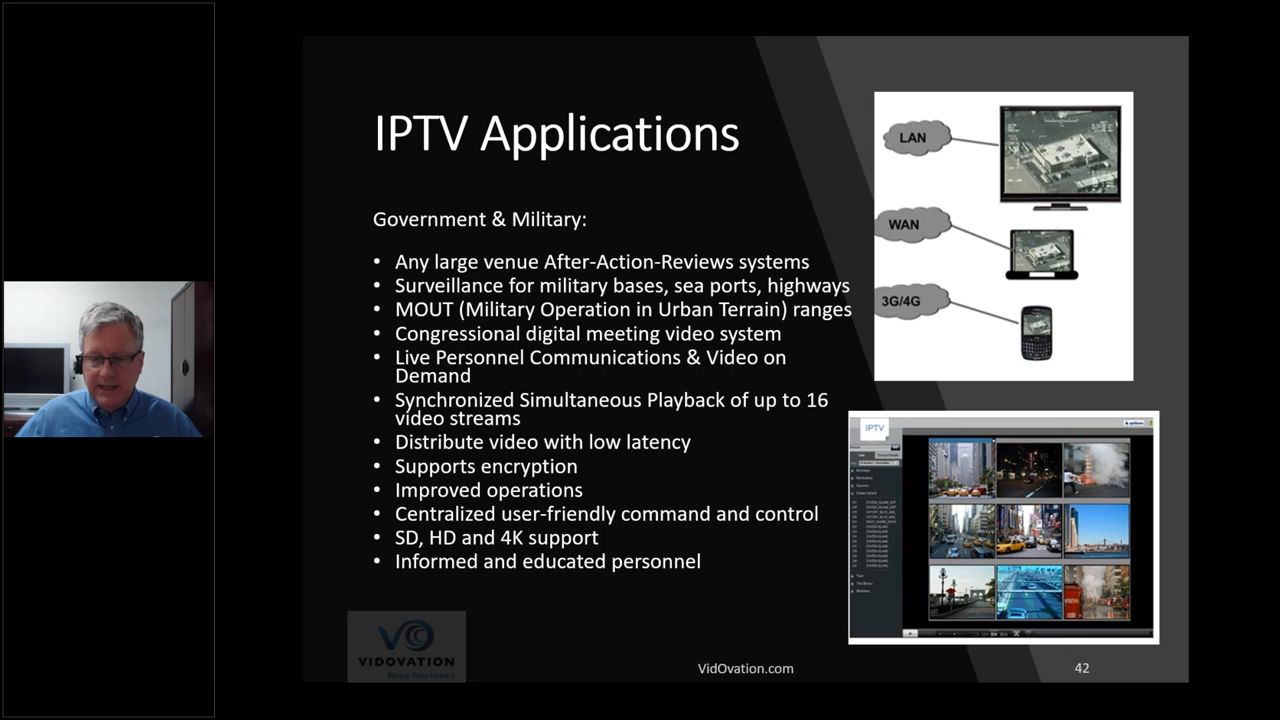 IPTV Applications
Government & Military:
• Any large venue After-Action-Reviews systems
• Surveillance for military bases, sea ports, highways
• MOUT (Military Operation in Urban Terrain) ranges
• Congressional digital meeting video system
• Live Personnel Communications & Video on
Demand
• Synchronized Simultaneous Playback of up to 16
video streams
• Distribute video with low latency
• Supports encryption
• Improved operations
• Centralized user-friendly command and control
• SD, HD and 4K support
• Informed and educated personnel
LAN
WAN
3G/4G
IPTV
VIDOVATION
Moving Video Forward
VidOvation.com
42